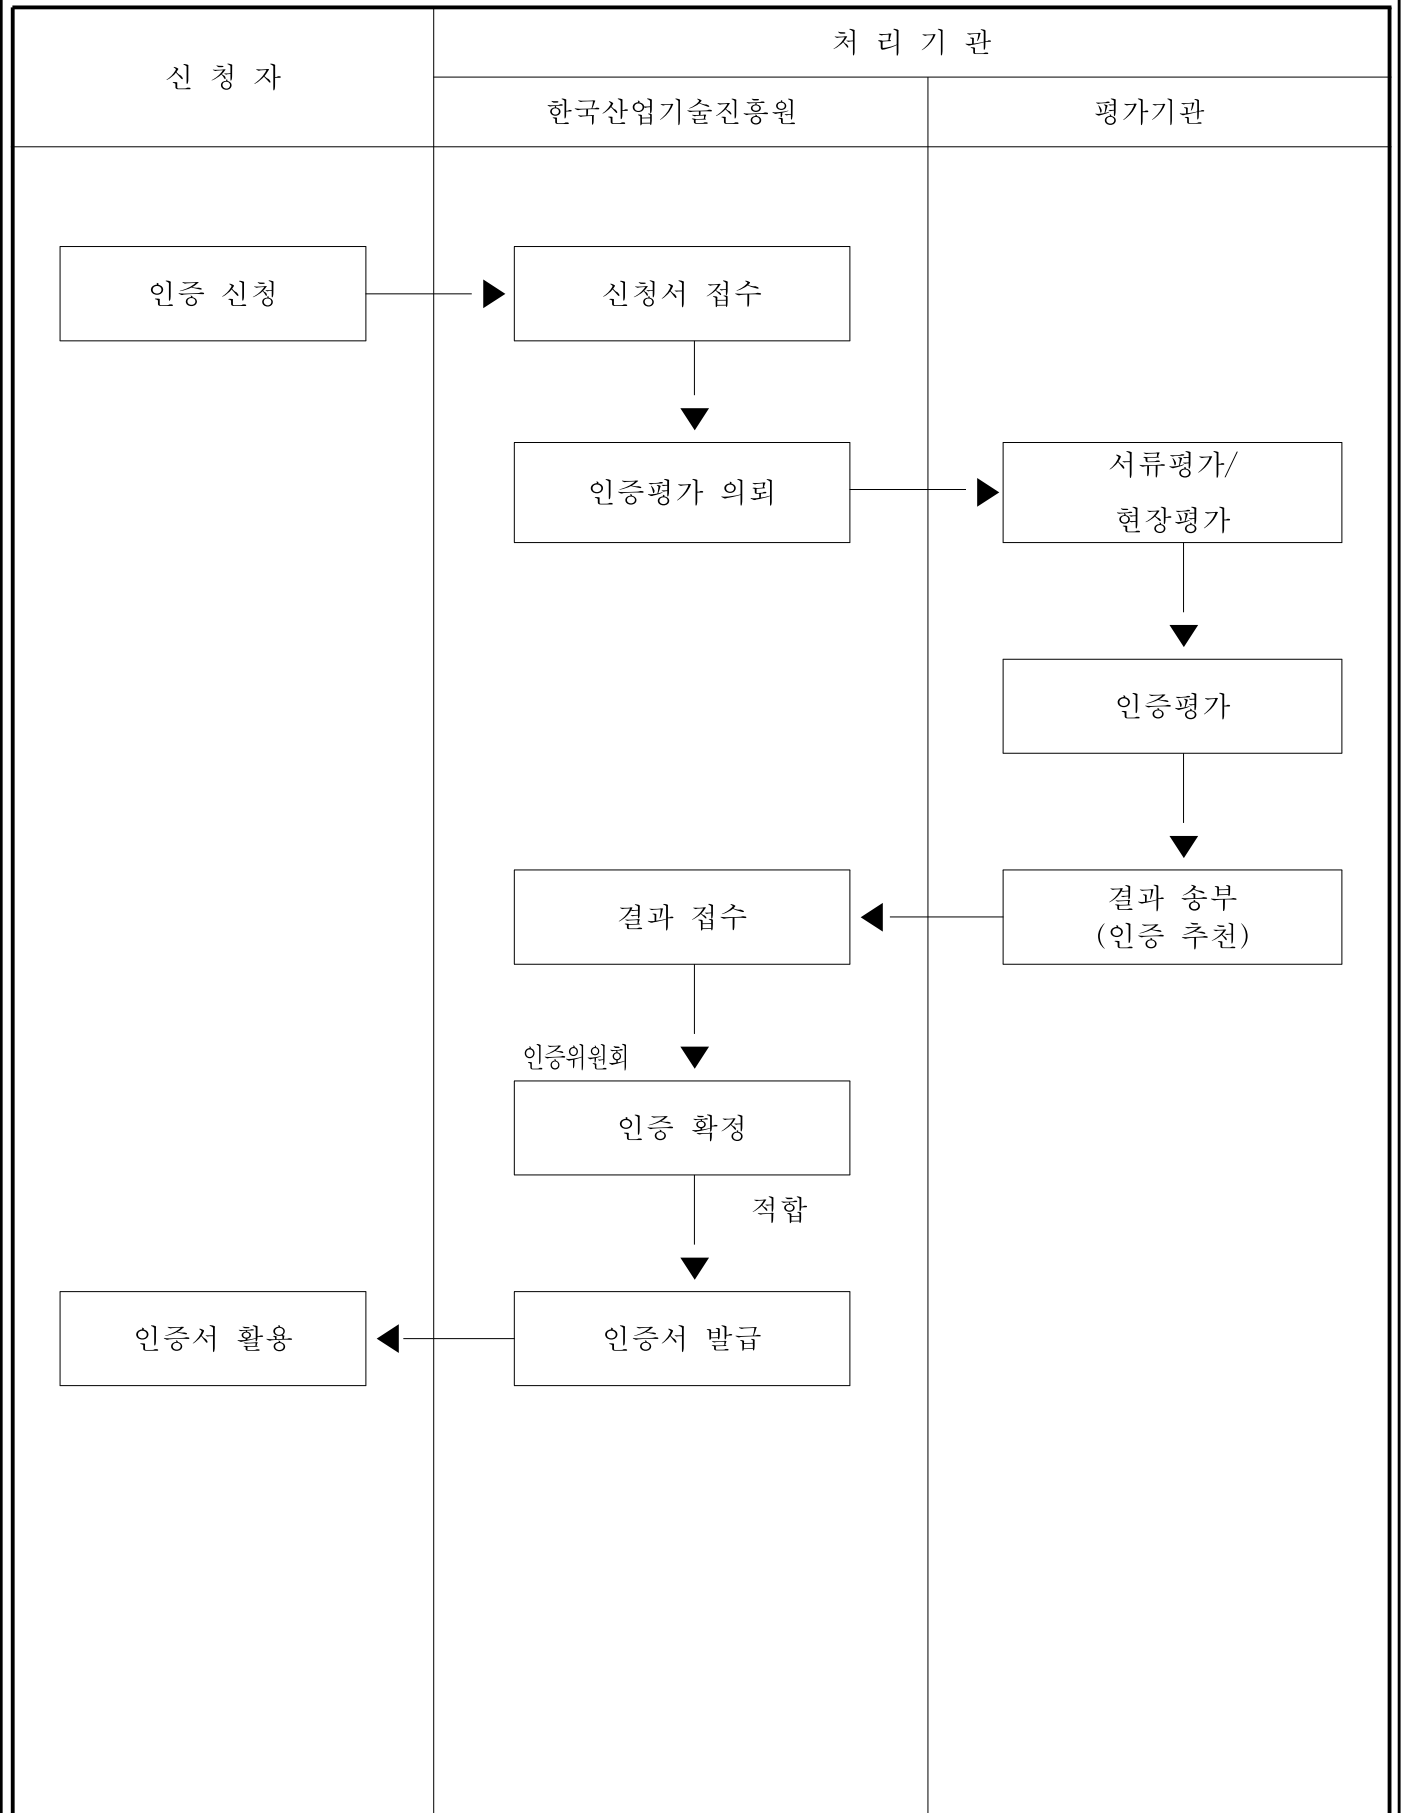 처 리 기 관
신 청 자
한국산업기술진흥원
평가기관
인증 신청
신청서 접수
인증평가 의뢰
서류평가/
현장평가
인증평가
결과 접수
결과 송부
(인증 추천)
인증위원회
인증 확정
적합
인증서 활용
인증서 발급